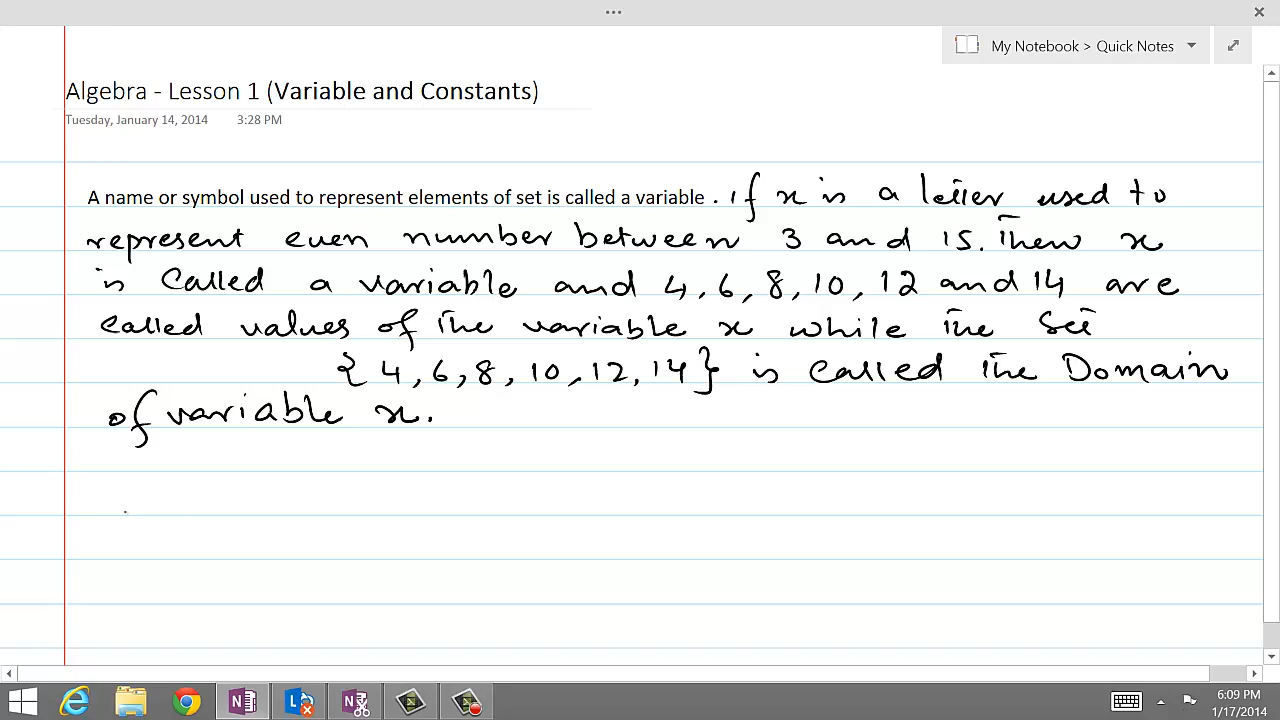 My Notebook > Quick Notes
Algebra - Lesson 1 (Variable and Constants)
Tuesday, January 14, 2014 3:28 PM
A name or symbol used to represent elements of set is called a variable . if x is a letter used to
represent even number between 3 and 15. Then x
is called a variable and 4, 6, 8, 10, 12 and 14 are
called values of the variable x while the set
{4, 6, 8, 10, 12, 14} is called the Domain
of variable x.
6:09 PM
1/17/2014